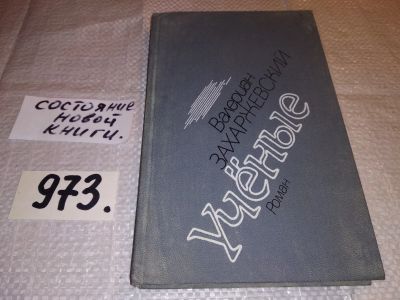 состояние
новой
книги.
973.
Валериан
ЗАХАРЖЕВСКИЙ
Учёные
Роман